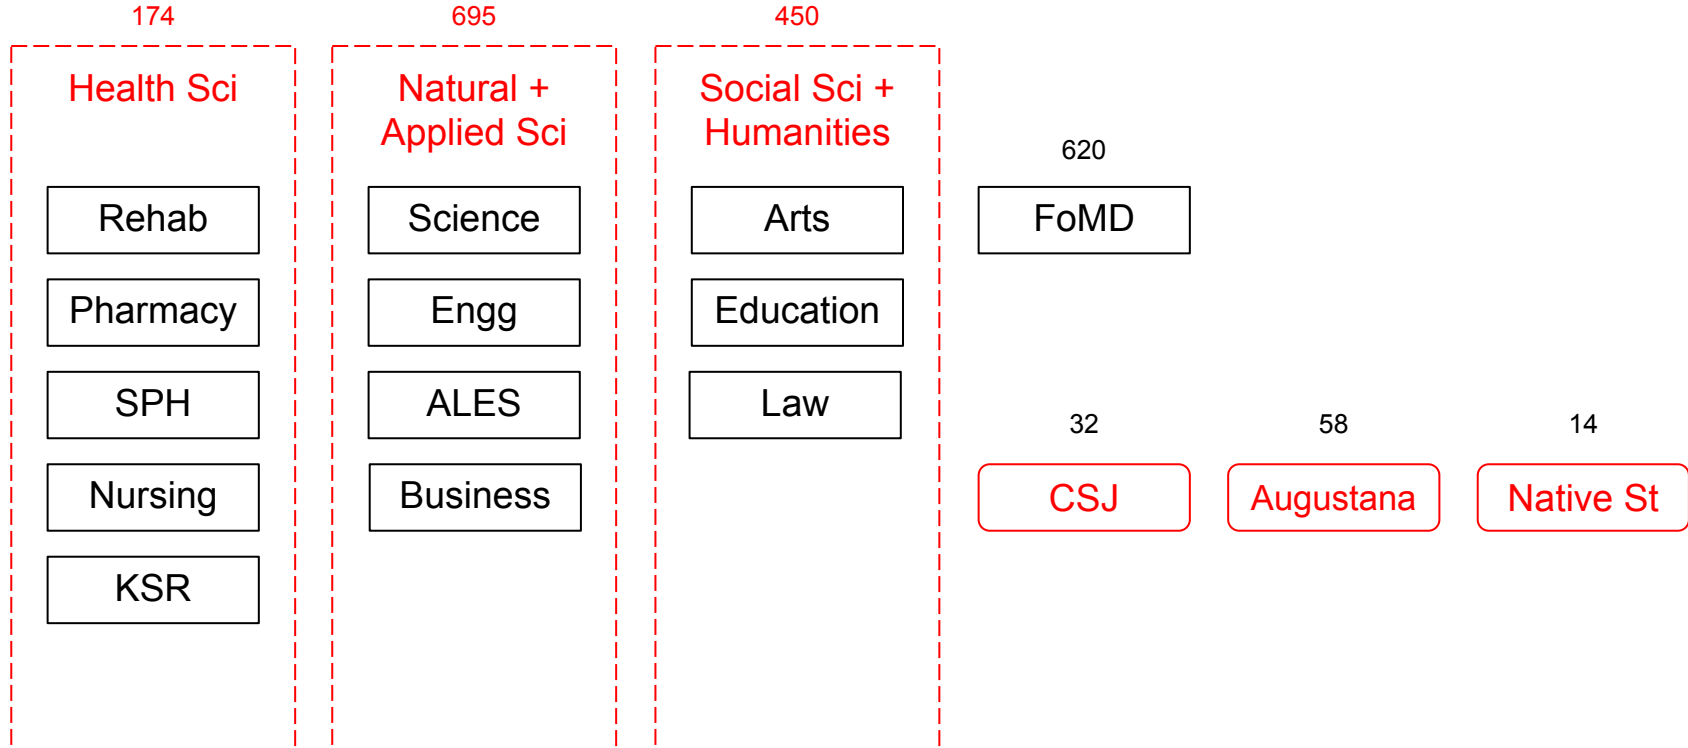 174
695
450
Health Sci
Natural +
Applied Sci
Social Sci +
Humanities
620
Rehab
Science
Arts
FoMD
Pharmacy
Engg
Education
SPH
ALES
Law
32
58
14
Nursing
Business
CSJ
Augustana
Native St
KSR